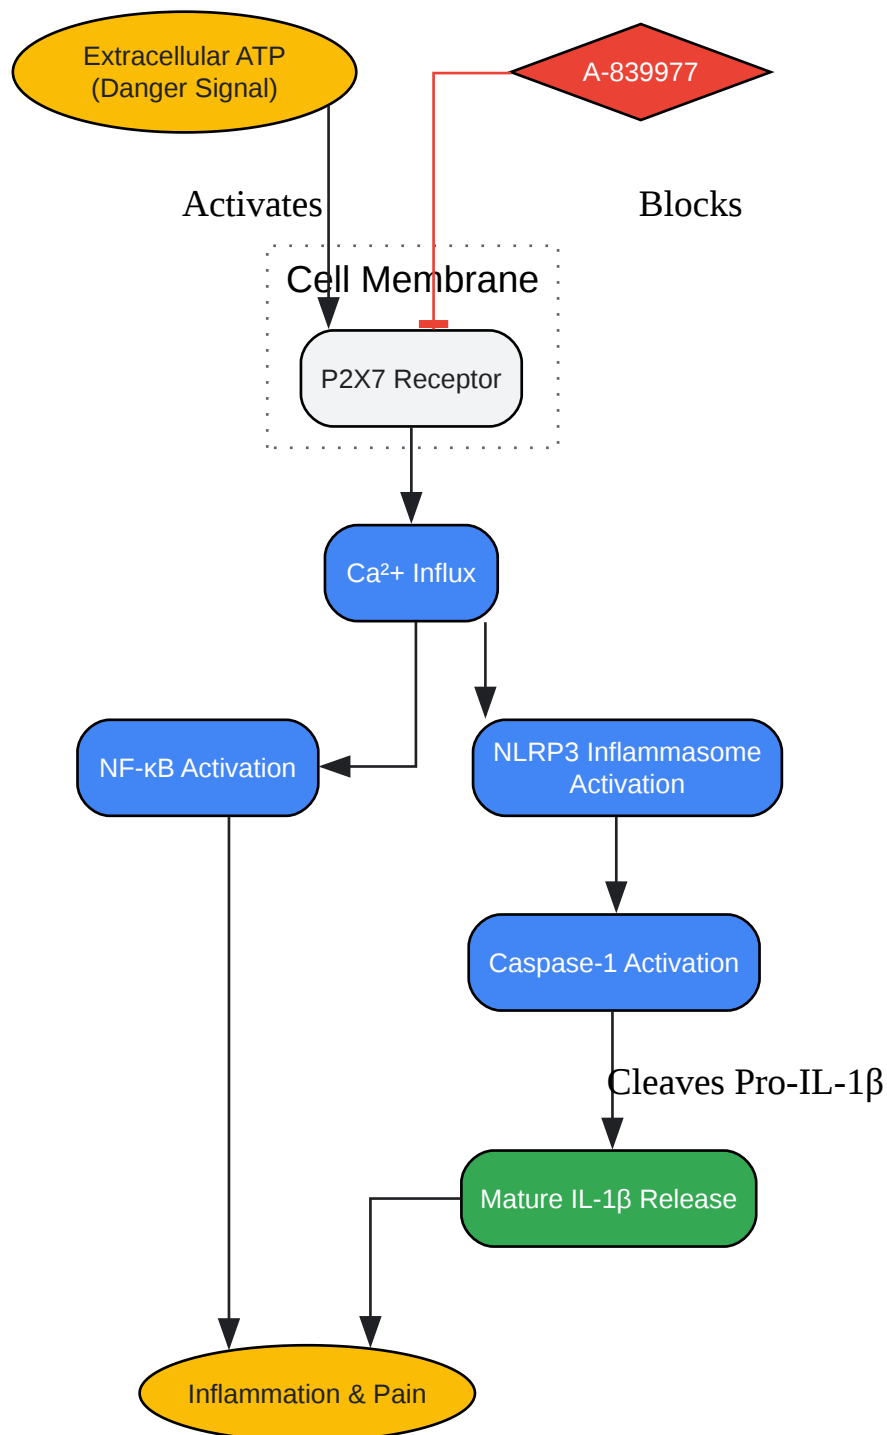 Extracellular ATP
(Danger Signal)
A-839977
Activates
Blocks
Cell Membrane
P2X7 Receptor
Ca²+ Influx
NF-κB Activation
NLRP3 Inflammasome
Activation
Caspase-1 Activation
Cleaves Pro-IL-1β
Mature IL-1β Release
Inflammation & Pain